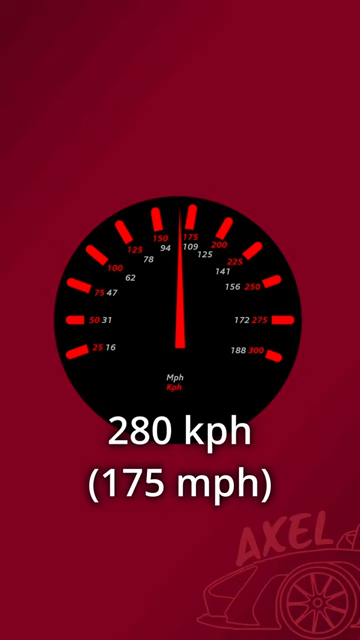 150 175
94 109
125 200
78 125
100 225
62 141
75 47 156 250
50 31 172 275
25 16 188 300
Mph
Kph
280 kph
(175 mph)
AXEL